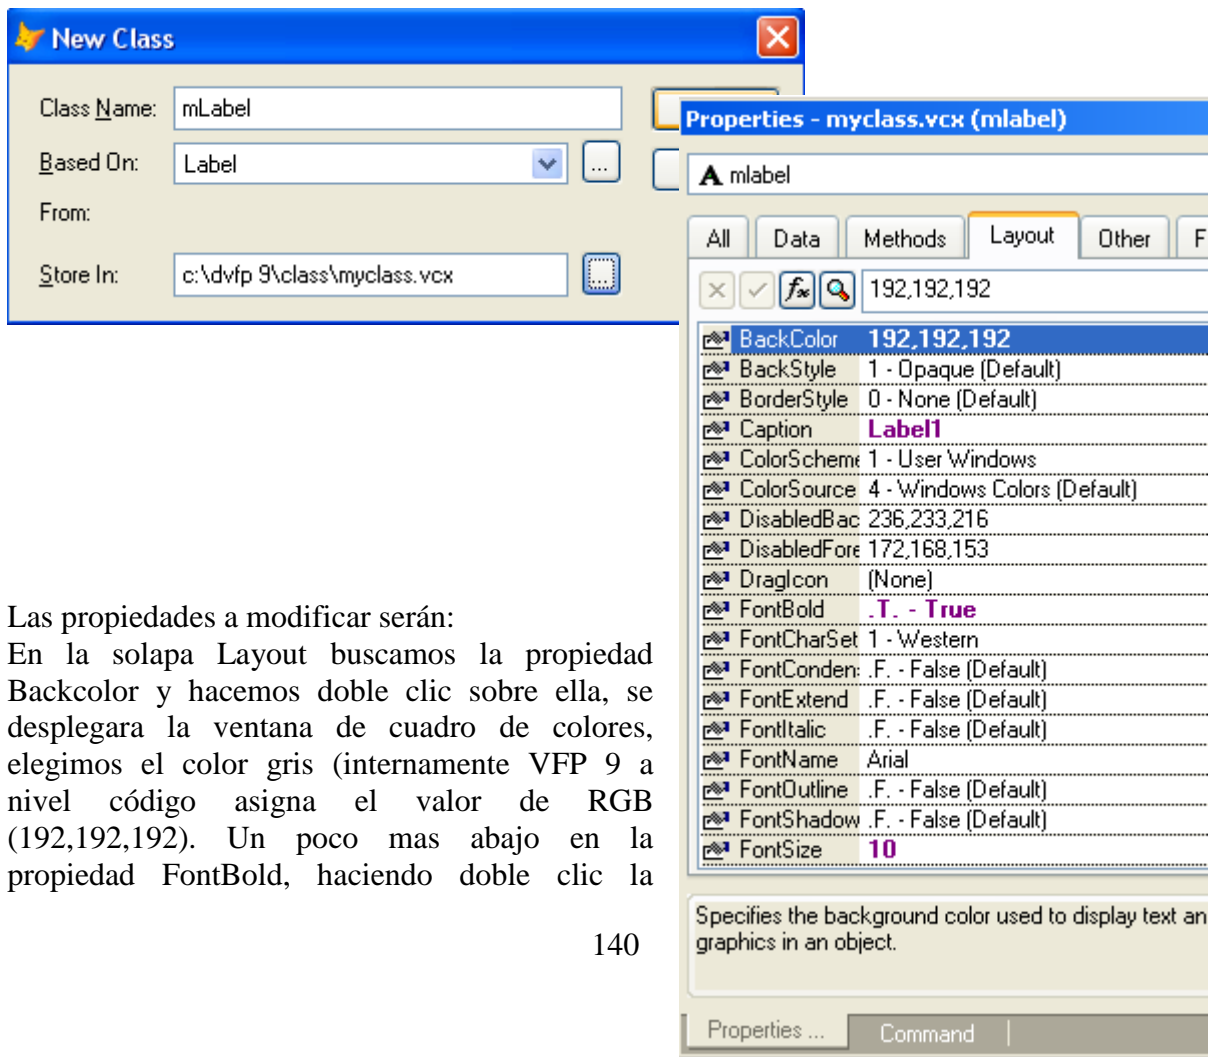 New Class
Class Name: mLabel
Based On: Label ...
From:
Store In: c:\dvfp 9\class\myclass.vcx ...
Properties - myclass.vcx (mlabel)
A mlabel
All Data Methods Layout Other F
fx 192,192,192
BackColor 192,192,192
BackStyle 1 - Opaque (Default)
BorderStyle 0 - None (Default)
Caption Label1
ColorScheme 1 - User Windows
ColorSource 4 - Windows Colors (Default)
DisabledBac 236,233,216
DisabledFore 172,168,153
DragIcon (None)
FontBold .T. - True
FontCharSet 1 - Western
FontConden .F. - False (Default)
FontExtend .F. - False (Default)
FontItalic .F. - False (Default)
FontName Arial
FontOutline .F. - False (Default)
FontShadow .F. - False (Default)
FontSize 10
Specifies the background color used to display text an
graphics in an object.
Properties ... Command
Las propiedades a modificar serán:
En la solapa Layout buscamos la propiedad
Backcolor y hacemos doble clic sobre ella, se
desplegara la ventana de cuadro de colores,
elegimos el color gris (internamente VFP 9 a
nivel código asigna el valor de RGB
(192,192,192). Un poco mas abajo en la
propiedad FontBold, haciendo doble clic la
140